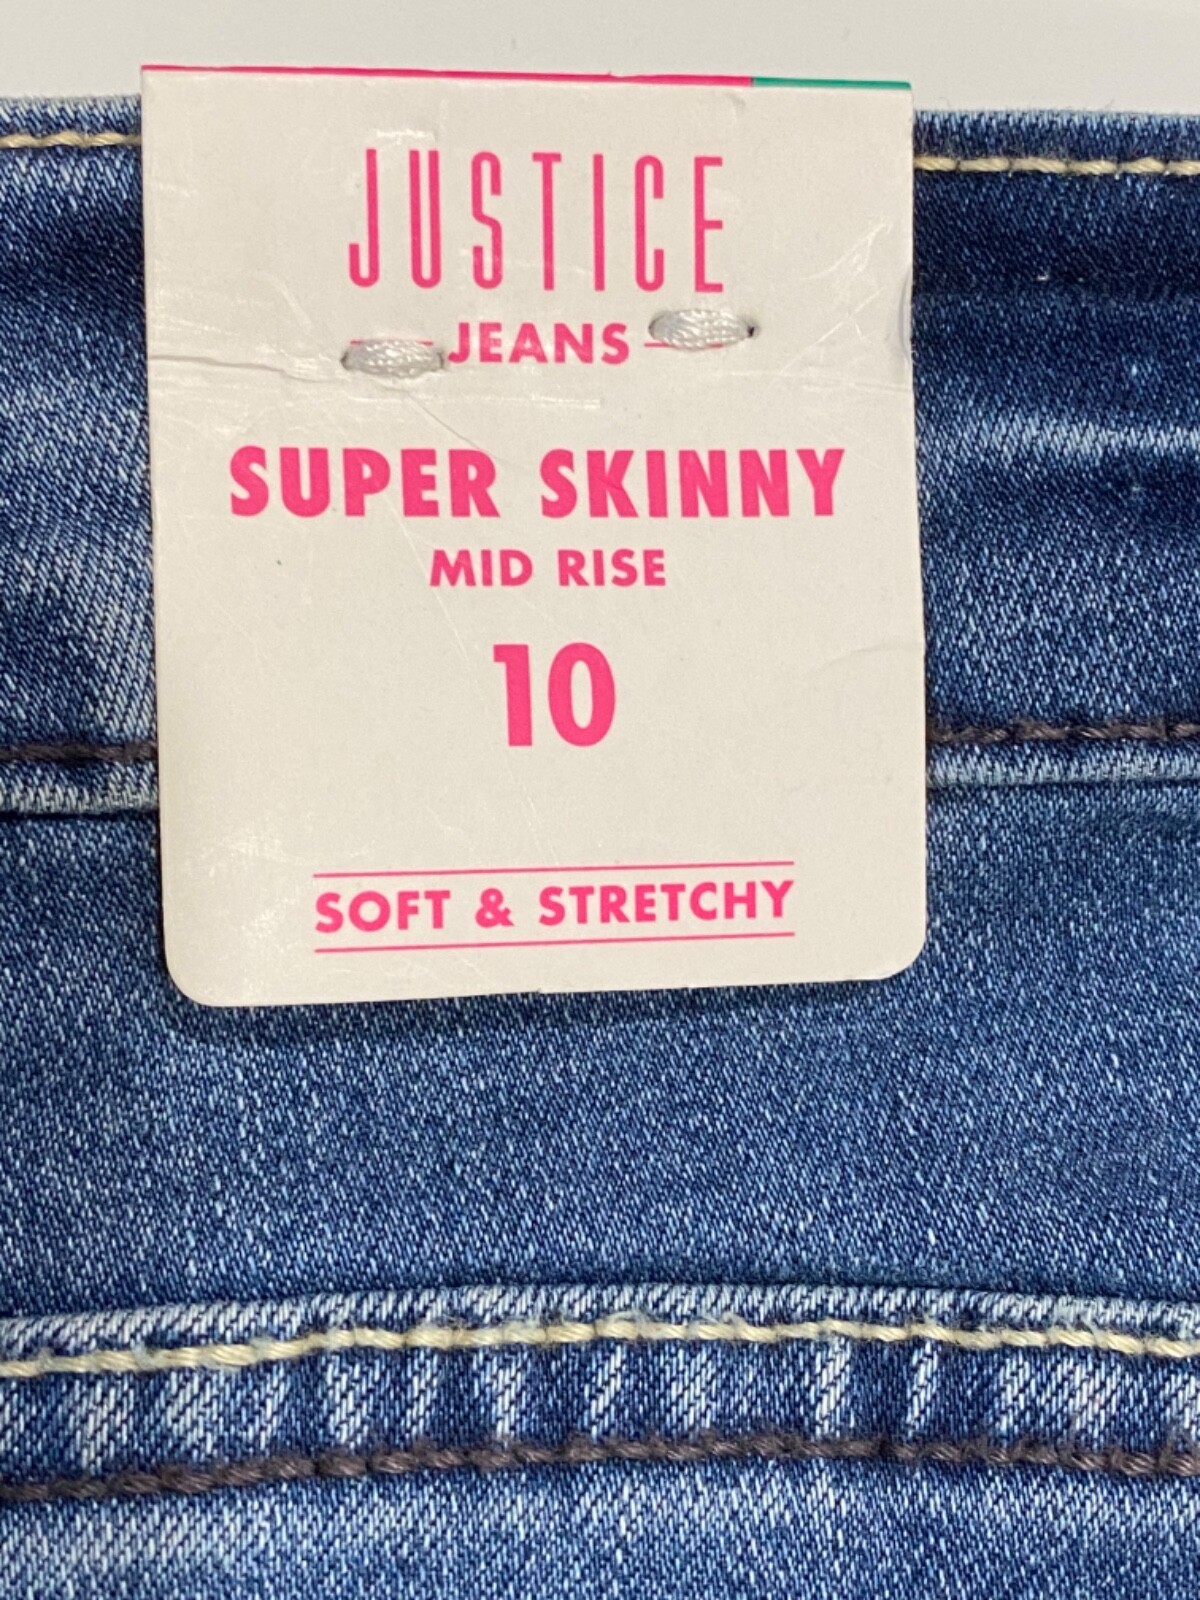 JUSTICE
JEANS
SUPER SKINNY
MID RISE
10
SOFT & STRETCHY